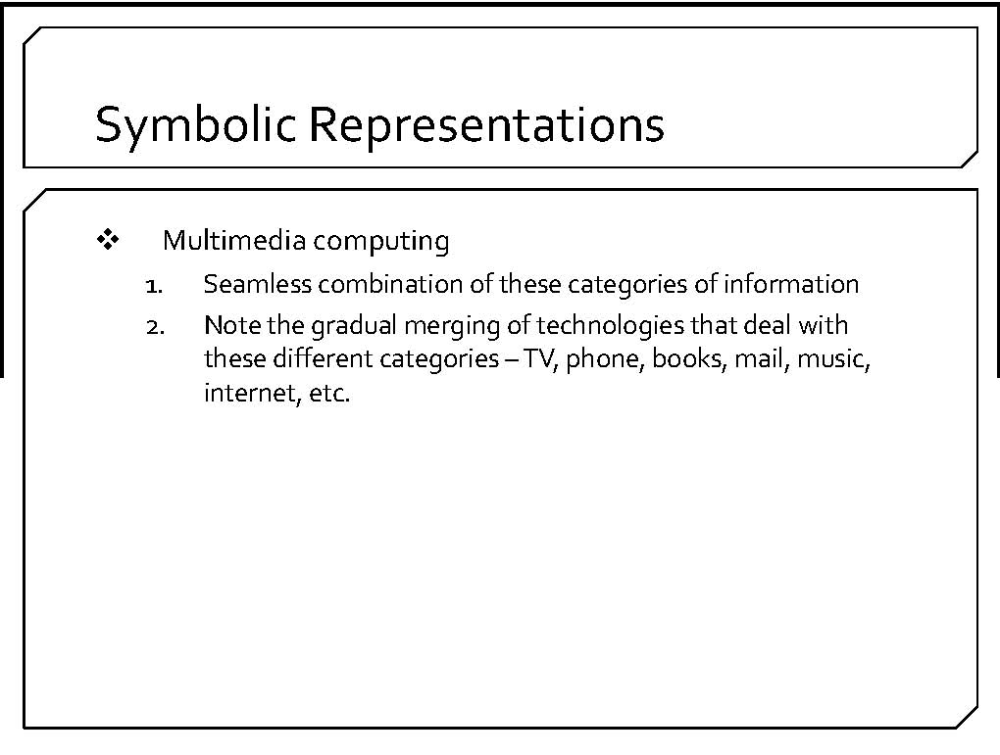 Symbolic Representations
❖ Multimedia computing
1. Seamless combination of these categories of information
2. Note the gradual merging of technologies that deal with
these different categories – TV, phone, books, mail, music,
internet, etc.